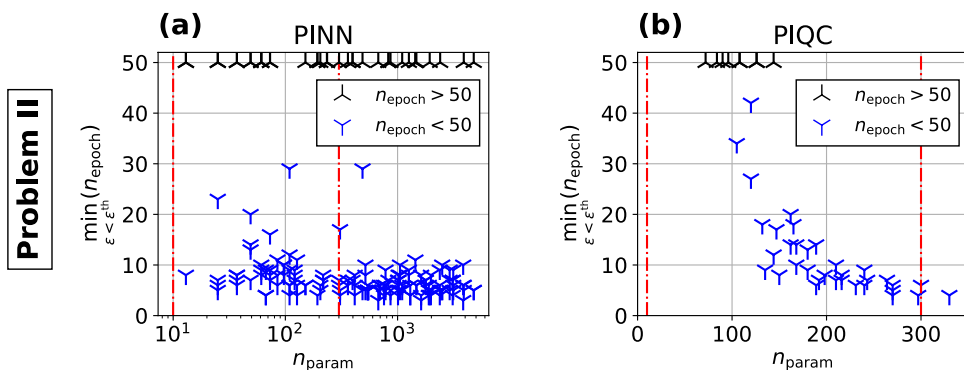 Problem II
(a)
PINN
min (n_epoch)
ε < ε^th
50
40
30
20
10
0
10^1
10^2
10^3
n_param
n_epoch > 50
n_epoch < 50
(b)
PIQC
min (n_epoch)
ε < ε^th
50
40
30
20
10
0
0
100
200
300
n_param
n_epoch > 50
n_epoch < 50